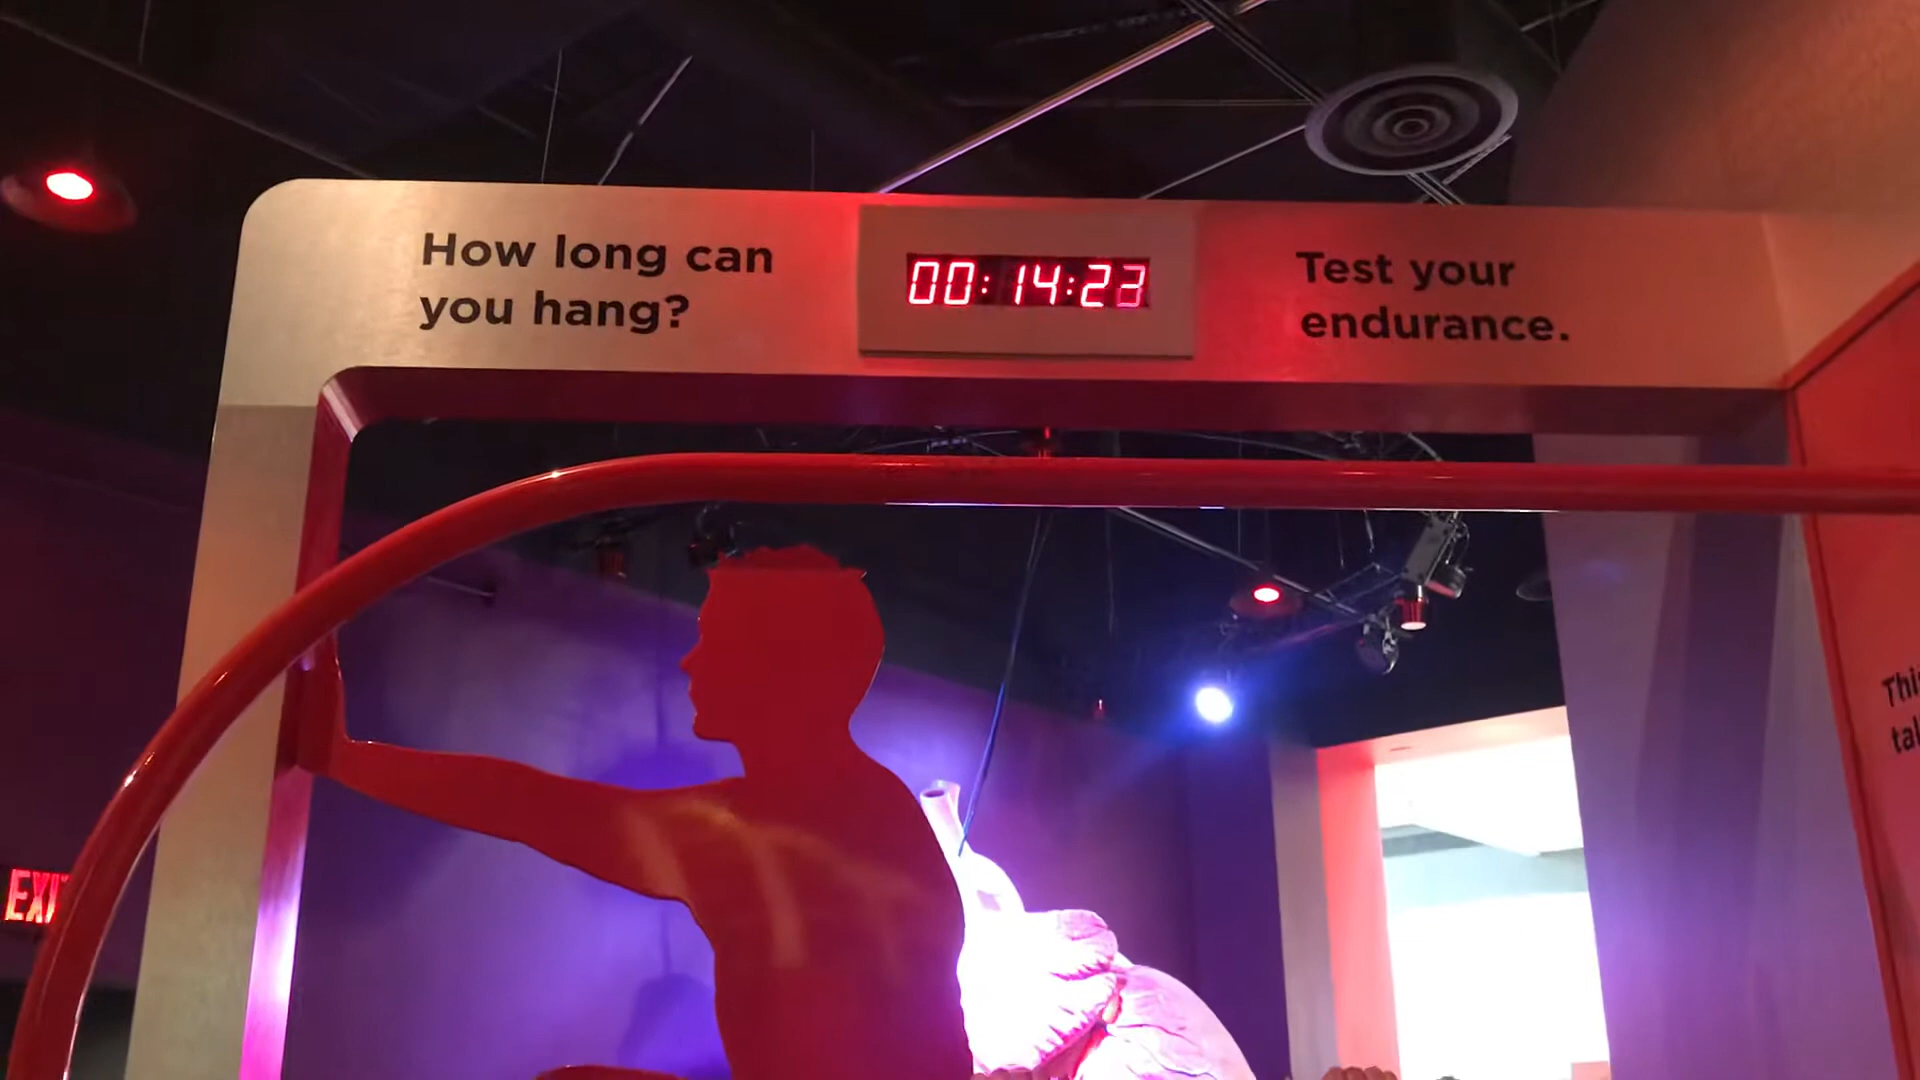 How long can
you hang?
00:14:23
Test your
endurance.